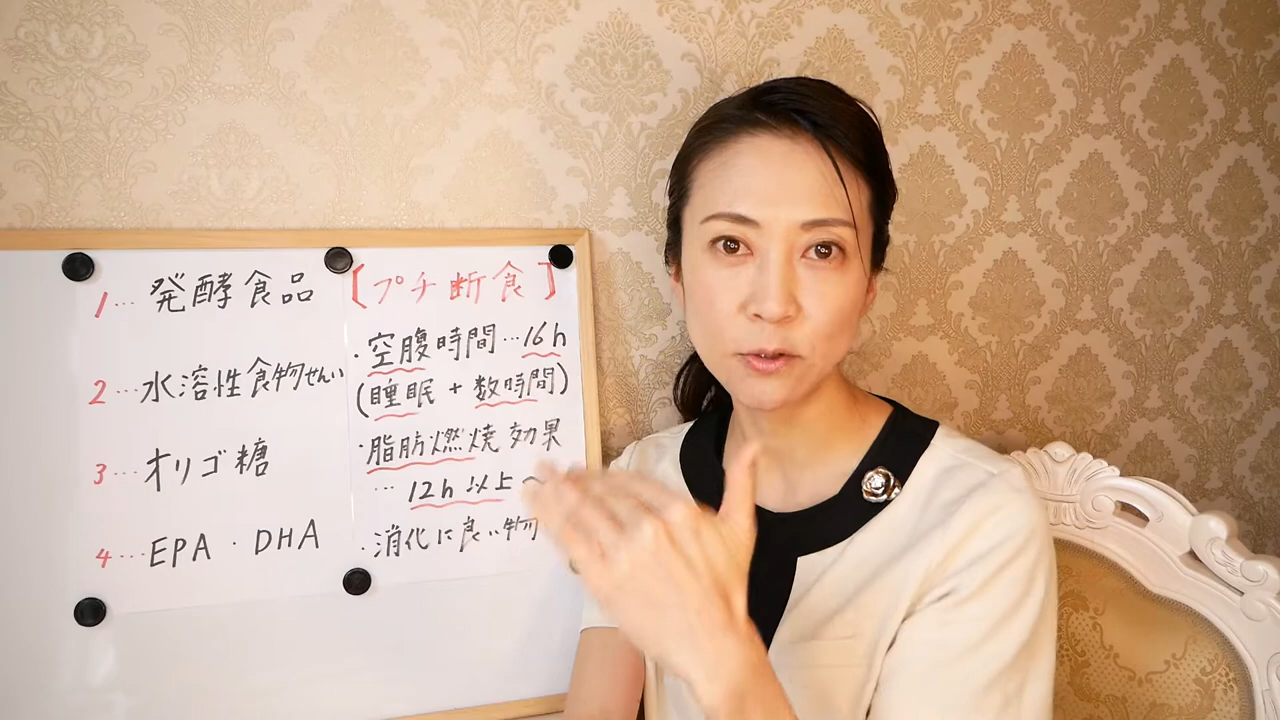 1… 発酵食品
2… 水溶性食物せんい
3… オリゴ糖
4… EPA・DHA
【プチ断食】
・空腹時間…16h
(睡眠+数時間)
・脂肪燃焼効果
… 12h以上〜
・消化に良い物